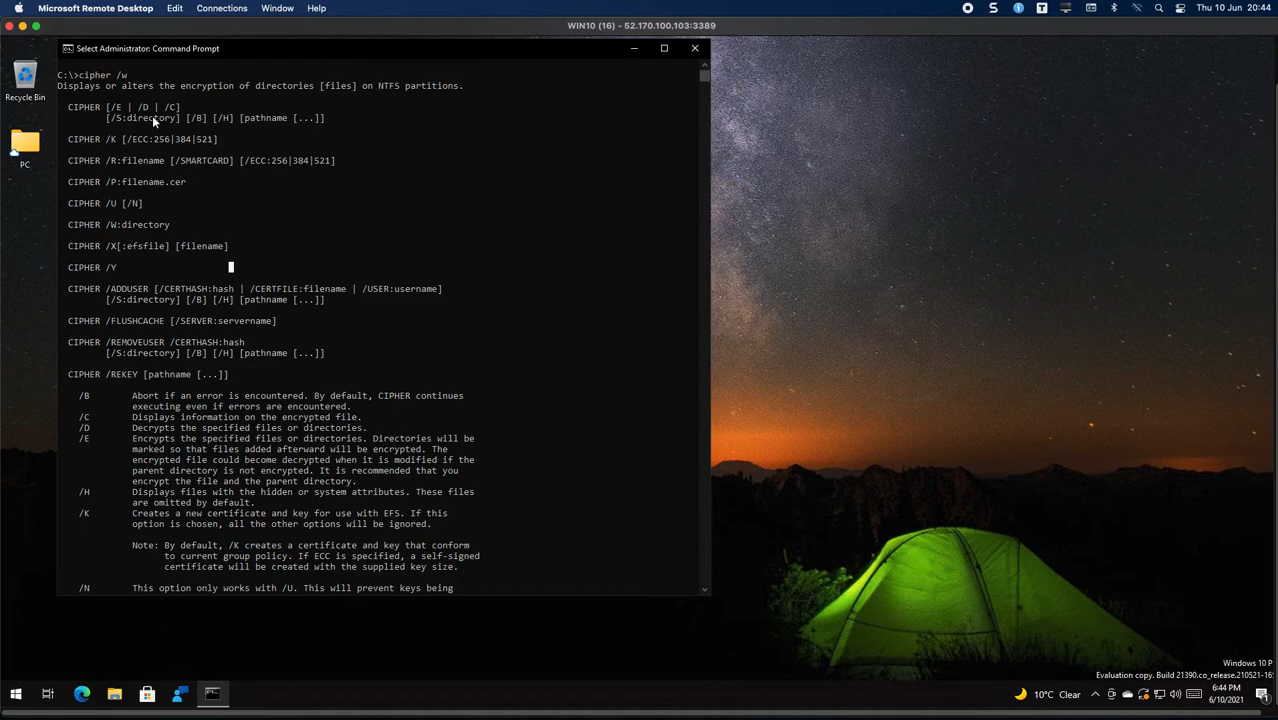 Microsoft Remote Desktop Edit Connections Window Help
Thu 10 Jun 20:44
WIN10 (16) - 52.170.100.103:3389
Recycle Bin
PC
Select Administrator: Command Prompt
C:\>cipher /w
Displays or alters the encryption of directories [files] on NTFS partitions.
CIPHER [/E | /D | /C]
[/S:directory] [/B] [/H] [pathname [...]]
CIPHER /K [/ECC:256|384|521]
CIPHER /R:filename [/SMARTCARD] [/ECC:256|384|521]
CIPHER /P:filename.cer
CIPHER /U [/N]
CIPHER /W:directory
CIPHER /X[:efsfile] [filename]
CIPHER /Y
CIPHER /ADDUSER [/CERTHASH:hash | /CERTFILE:filename | /USER:username]
[/S:directory] [/B] [/H] [pathname [...]]
CIPHER /FLUSHCACHE [/SERVER:servername]
CIPHER /REMOVEUSER /CERTHASH:hash
[/S:directory] [/B] [/H] [pathname [...]]
CIPHER /REKEY [pathname [...]]
/B Abort if an error is encountered. By default, CIPHER continues
executing even if errors are encountered.
/C Displays information on the encrypted file.
/D Decrypts the specified files or directories.
/E Encrypts the specified files or directories. Directories will be
marked so that files added afterward will be encrypted. The
encrypted file could become decrypted when it is modified if the
parent directory is not encrypted. It is recommended that you
encrypt the file and the parent directory.
/H Displays files with the hidden or system attributes. These files
are omitted by default.
/K Creates a new certificate and key for use with EFS. If this
option is chosen, all the other options will be ignored.
Note: By default, /K creates a certificate and key that conform
to current group policy. If ECC is specified, a self-signed
certificate will be created with the supplied key size.
/N This option only works with /U. This will prevent keys being
Windows 10 P
Evaluation copy. Build 21390.co_release.210521-16
10°C Clear
6:44 PM
6/10/2021
1